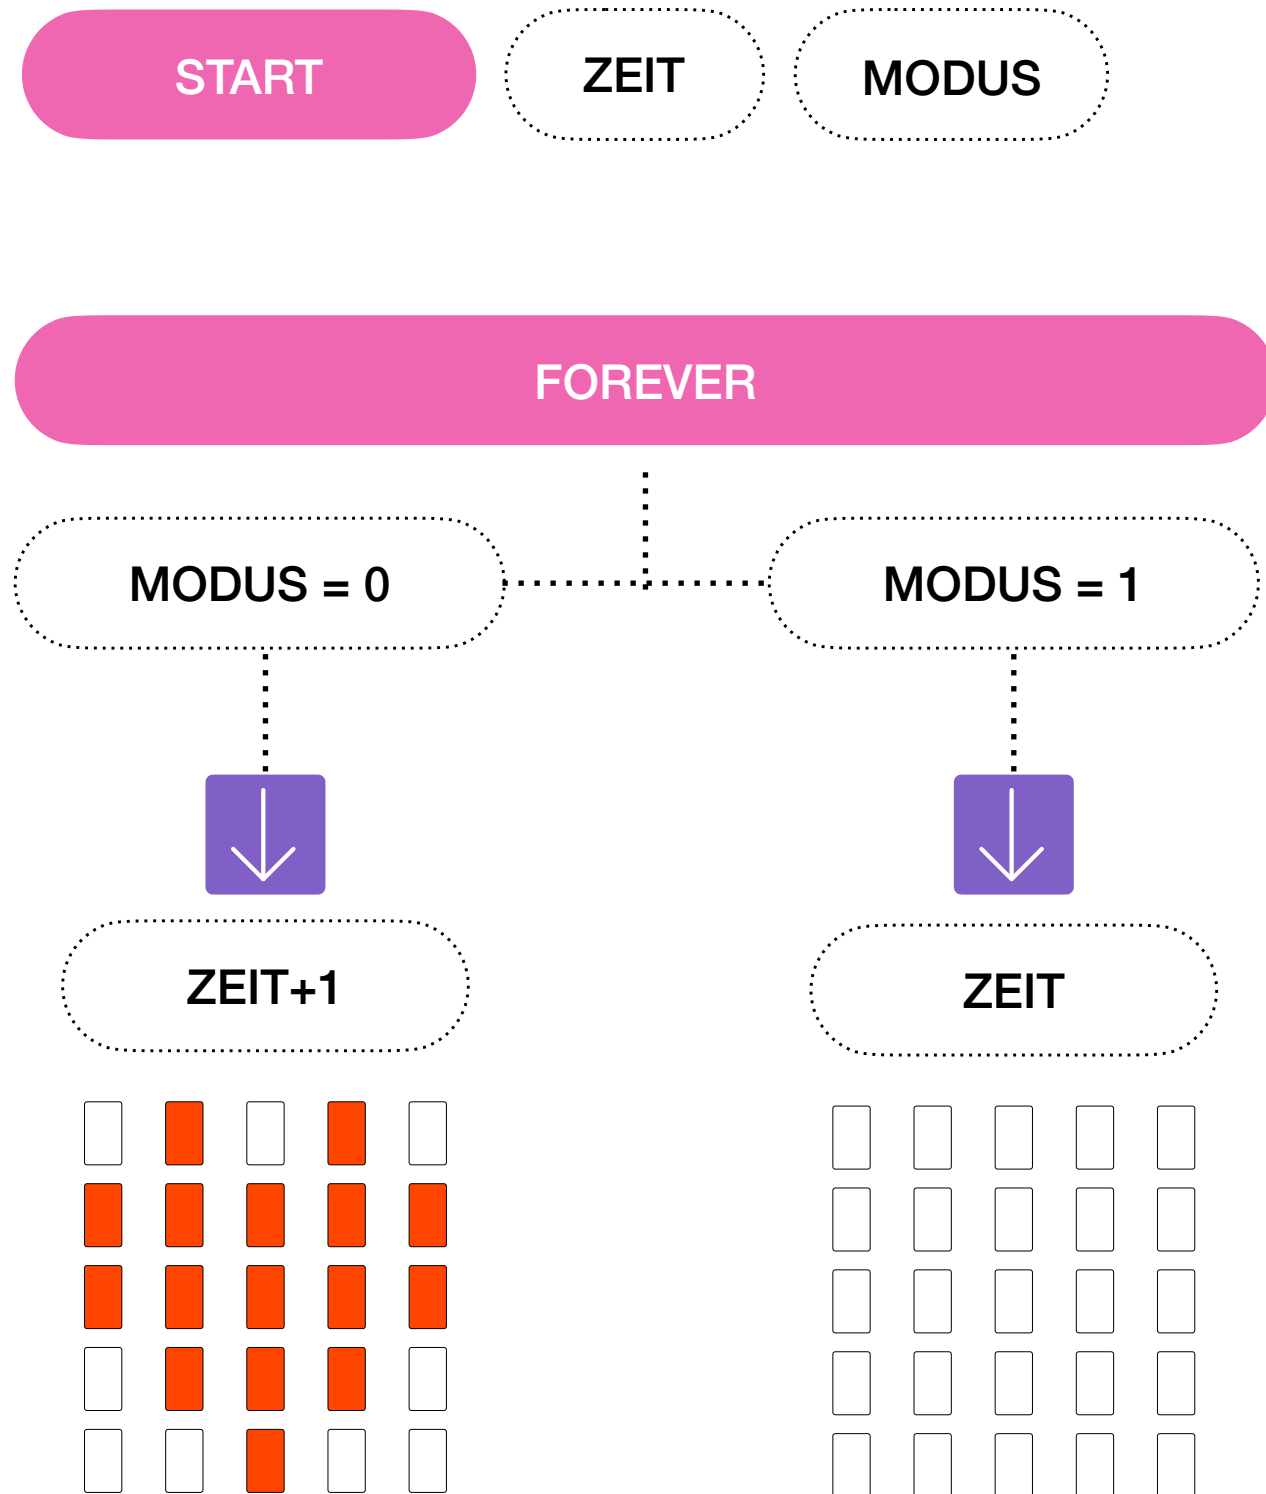 START
ZEIT
MODUS
FOREVER
MODUS = 0
MODUS = 1
ZEIT+1
ZEIT